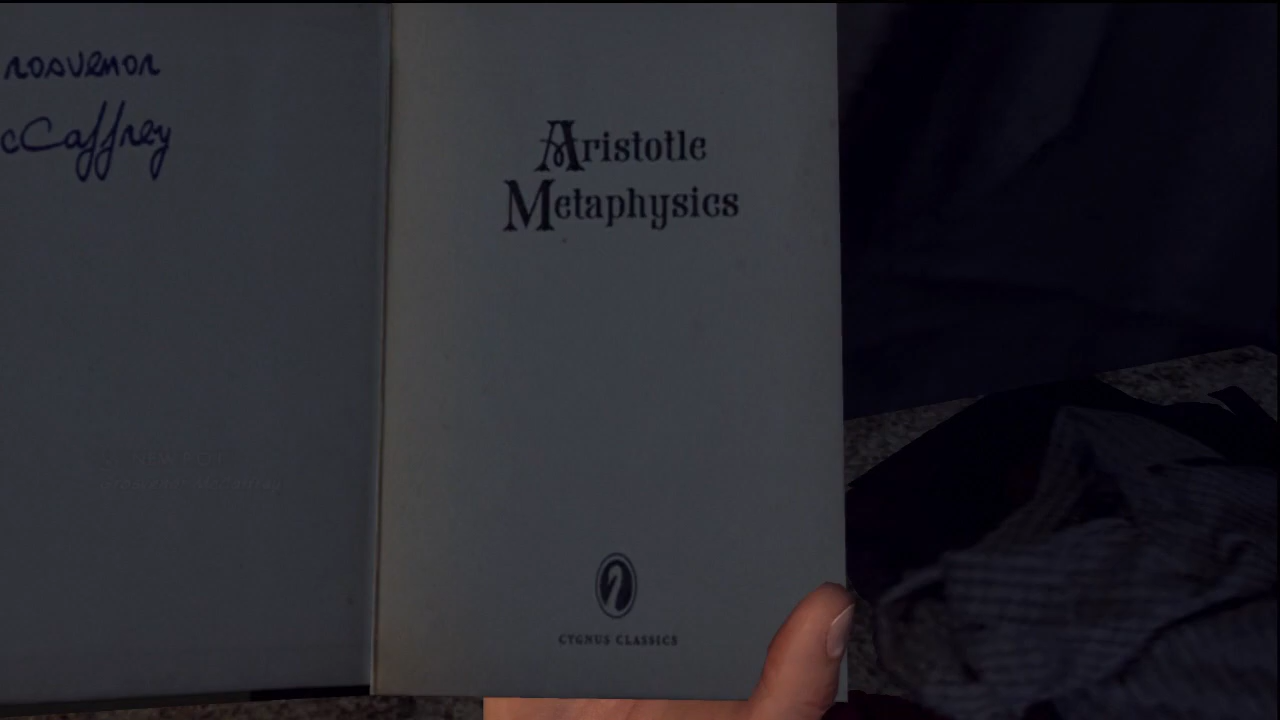 rosvenor
cCaffrey
Aristotle
Metaphysics
CYGNUS CLASSICS